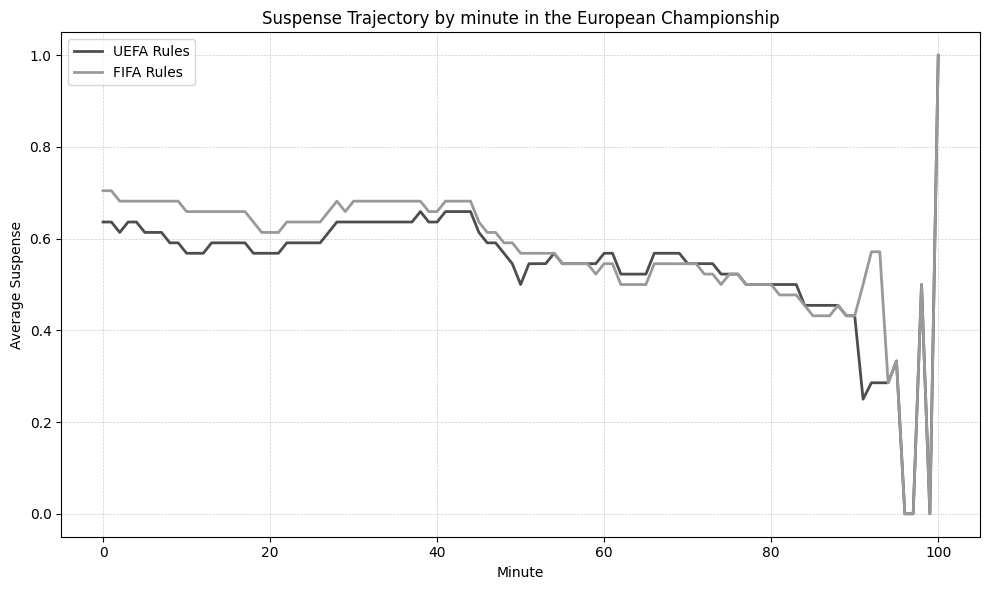 Suspense Trajectory by minute in the European Championship
UEFA Rules
FIFA Rules
Average Suspense
1.0
0.8
0.6
0.4
0.2
0.0
0 20 40 60 80 100
Minute